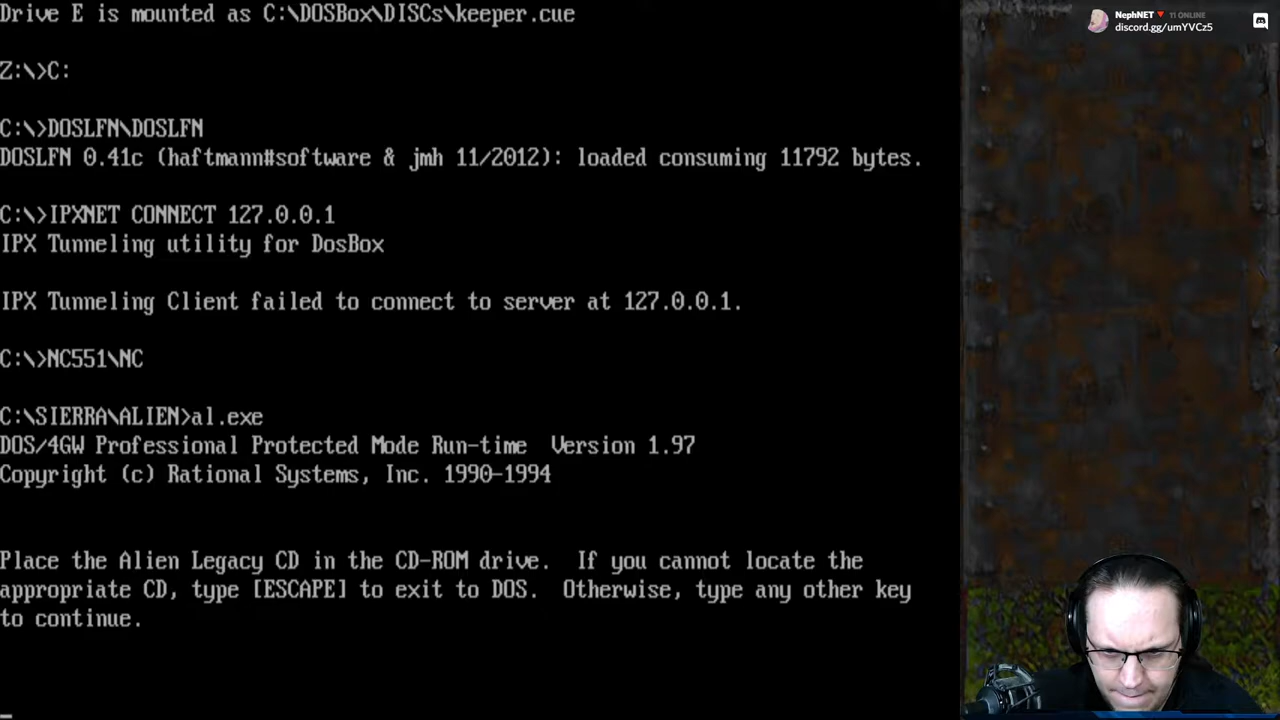 Drive E is mounted as C:\DOSBox\DISCs\keeper.cue
Z:\>C:
C:\>DOSLFN\DOSLFN
DOSLFN 0.41c (haftmann#software & jmh 11/2012): loaded consuming 11792 bytes.
C:\>IPXNET CONNECT 127.0.0.1
IPX Tunneling utility for DosBox
IPX Tunneling Client failed to connect to server at 127.0.0.1.
C:\>NC551\NC
C:\SIERRA\ALIEN>al.exe
DOS/4GW Professional Protected Mode Run-time  Version 1.97
Copyright (c) Rational Systems, Inc. 1990-1994
Place the Alien Legacy CD in the CD-ROM drive.  If you cannot locate the
appropriate CD, type [ESCAPE] to exit to DOS.  Otherwise, type any other key
to continue.
NephNET 11 ONLINE
discord.gg/umYVCz5